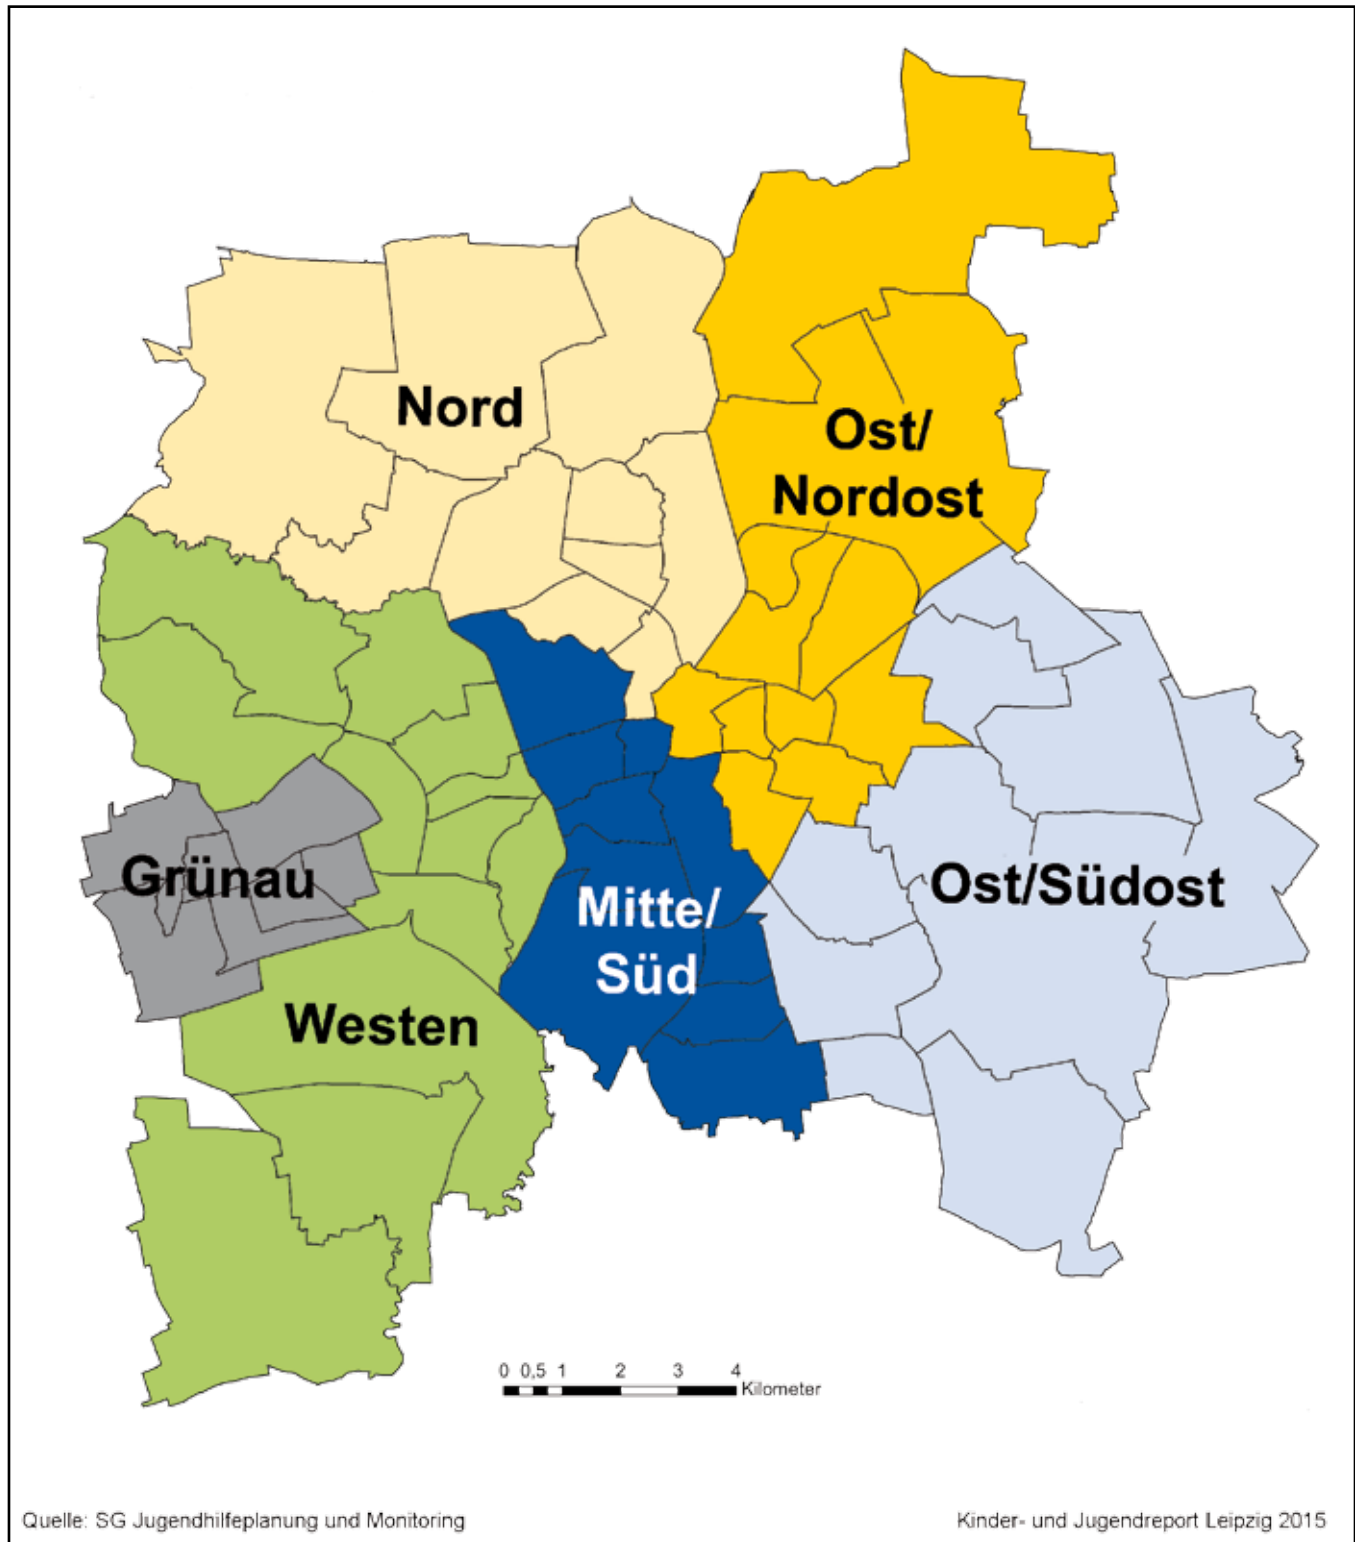 Nord
Ost/
Nordost
Grünau
Mitte/
Süd
Ost/Südost
Westen
0 0,5 1 2 3 4
Kilometer
Quelle: SG Jugendhilfeplanung und Monitoring
Kinder- und Jugendreport Leipzig 2015